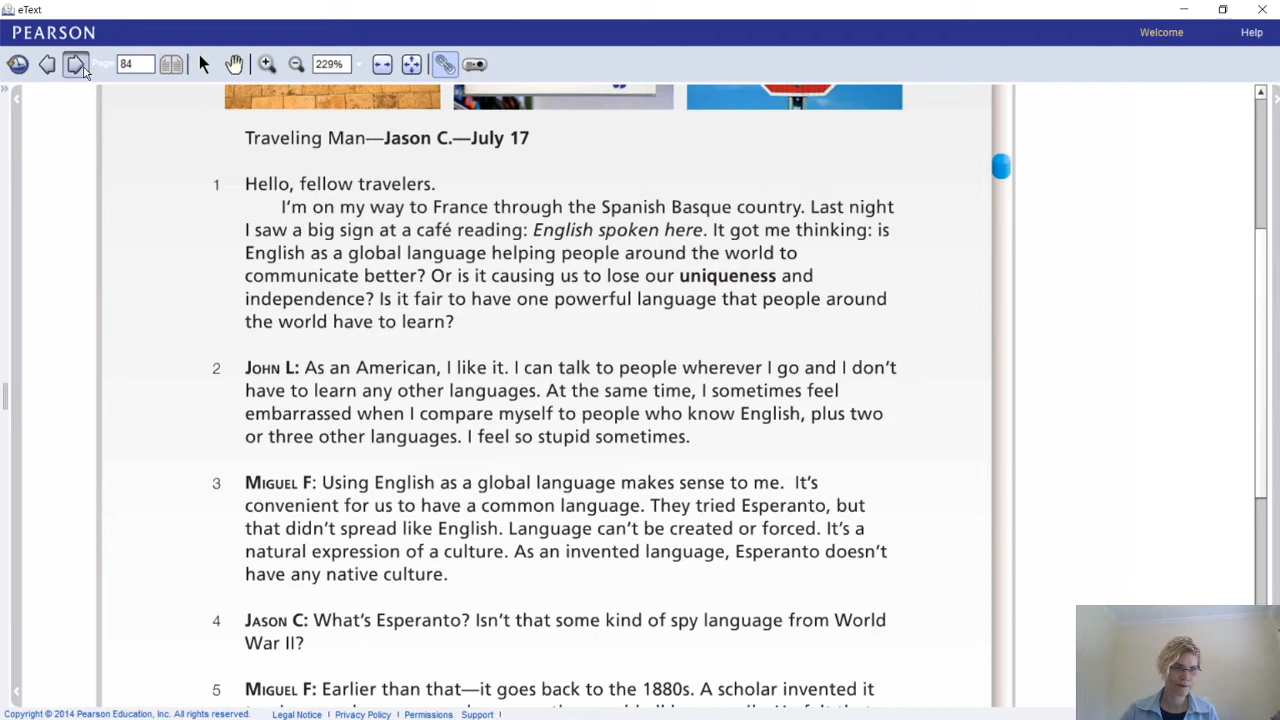 eText
PEARSON
Welcome
Help
Page
84
229%
Traveling Man—Jason C.—July 17
1 Hello, fellow travelers.
I'm on my way to France through the Spanish Basque country. Last night
I saw a big sign at a café reading: English spoken here. It got me thinking: is
English as a global language helping people around the world to
communicate better? Or is it causing us to lose our uniqueness and
independence? Is it fair to have one powerful language that people around
the world have to learn?
2 JOHN L: As an American, I like it. I can talk to people wherever I go and I don't
have to learn any other languages. At the same time, I sometimes feel
embarrassed when I compare myself to people who know English, plus two
or three other languages. I feel so stupid sometimes.
3 MIGUEL F: Using English as a global language makes sense to me. It's
convenient for us to have a common language. They tried Esperanto, but
that didn't spread like English. Language can't be created or forced. It's a
natural expression of a culture. As an invented language, Esperanto doesn't
have any native culture.
4 JASON C: What's Esperanto? Isn't that some kind of spy language from World
War II?
5 MIGUEL F: Earlier than that—it goes back to the 1880s. A scholar invented it
Copyright © 2014 Pearson Education, Inc. All rights reserved.
Legal Notice | Privacy Policy | Permissions Support |